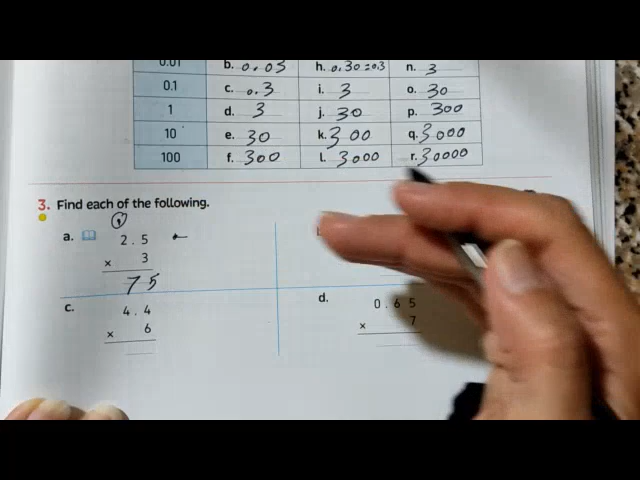 0.01 b. 0.03 h. 0.30=0.3 n. 3
0.1 c. 0.3 i. 3 o. 30
1 d. 3 j. 30 p. 300
10 e. 30 k. 300 q. 3000
100 f. 300 l. 3000 r. 30000
3. Find each of the following.
1
a. 2.5
× 3
75
c. 4.4
× 6
d. 0.65
× 7